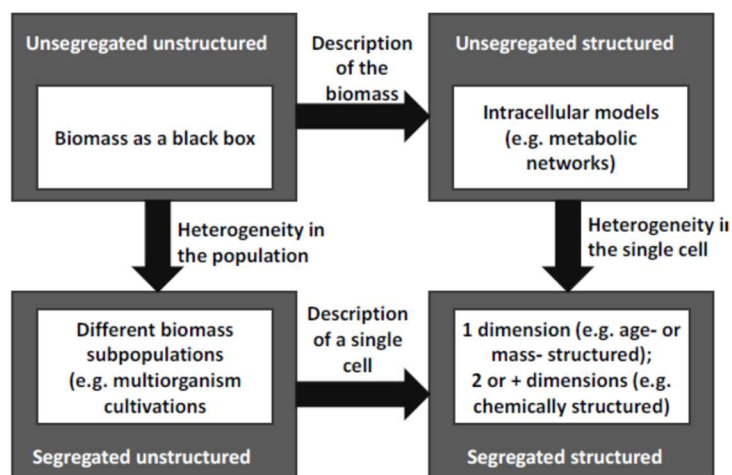 Unsegregated unstructured
Biomass as a black box
Description
of the
biomass
Unsegregated structured
Intracellular models
(e.g. metabolic
networks)
Heterogeneity in
the population
Heterogeneity in
the single cell
Different biomass
subpopulations
(e.g. multiorganism
cultivations
Segregated unstructured
Description
of a single
cell
1 dimension (e.g. age- or
mass- structured);
2 or + dimensions (e.g.
chemically structured)
Segregated structured